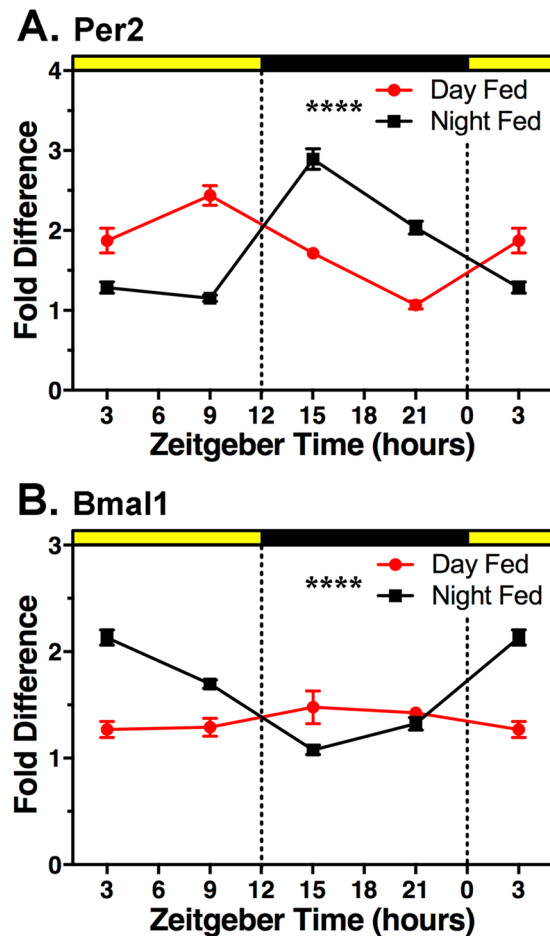 A. Per2
4
3
2
1
0
Fold Difference
****
Day Fed
Night Fed
3 6 9 12 15 18 21 0 3
Zeitgeber Time (hours)
B. Bmal1
3
2
1
0
Fold Difference
****
Day Fed
Night Fed
3 6 9 12 15 18 21 0 3
Zeitgeber Time (hours)